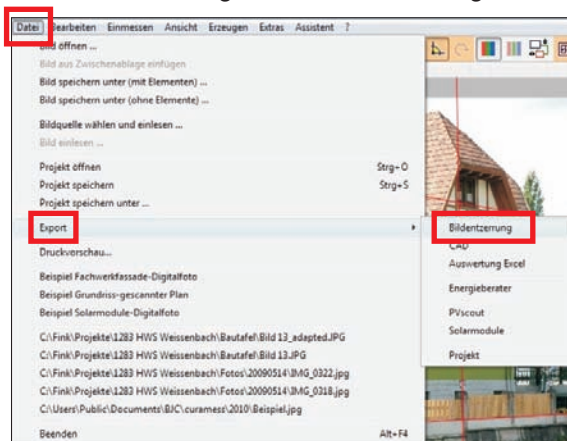 Datei Bearbeiten Einmessen Ansicht Erzeugen Extras Assistent ?
Bild öffnen ...
Bild aus Zwischenablage einfügen
Bild speichern unter (mit Elementen) ...
Bild speichern unter (ohne Elemente) ...
Bildquelle wählen und einlesen ...
Bild einlesen ...
Projekt öffnen Strg+O
Projekt speichern Strg+S
Projekt speichern unter ...
Export
Druckvorschau...
Beispiel Fachwerkfassade-Digitalfoto
Beispiel Grundriss-gescannter Plan
Beispiel Solarmodule-Digitalfoto
C:\Fink\Projekte\1283 HWS Weissenbach\Bautafel\Bild 13_adapted.JPG
C:\Fink\Projekte\1283 HWS Weissenbach\Bautafel\Bild 13.JPG
C:\Fink\Projekte\1283 HWS Weissenbach\Fotos\20090514\IMG_0322.jpg
C:\Fink\Projekte\1283 HWS Weissenbach\Fotos\20090514\IMG_0318.jpg
C:\Users\Public\Documents\BJC\curamess\2010\Beispiel.jpg
Beenden Alt+F4
Bildentzerrung
CAD
Auswertung Excel
Energieberater
PVscout
Solarmodule
Projekt